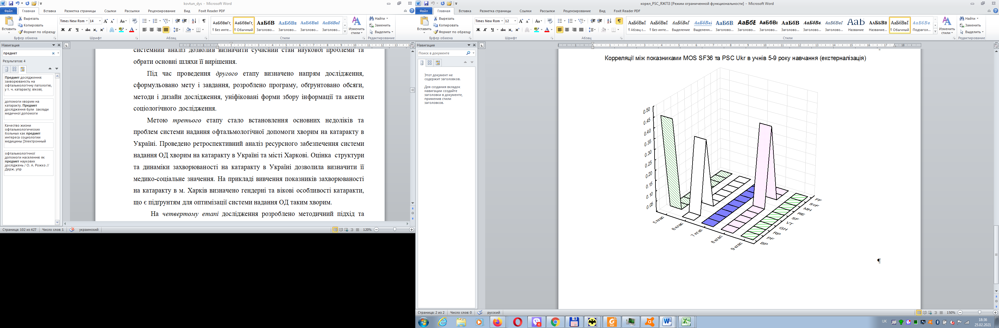 kovtun_dys - Microsoft Word
Файл Главная Вставка Разметка страницы Ссылки Рассылки Рецензирование Вид Foxit Reader PDF
Вставить
Вырезать
Копировать
Формат по образцу
Буфер обмена
Times New Rom 14
Ж К Ч abc x₂ x²
Шрифт
Абзац
АаБбВвГг, АаБбВвГг, АаБбВ АаБбВв АаБбВвІ АаБбВвІ
¶ Без инте... ¶ Обычный Заголово... Заголово... Заголово... Заголово...
Стили
Изменить стили
Найти
Заменить
Выделить
Редактирование
Навигация
предмет
Результатов: 4
Предмет дослідження:
захворюваність на
офтальмологічну патологію,
у т. ч. катаракту; вікові,
допомоги хворим на
катаракту. Предмет
дослідження були заклади
медичної допомоги
Качество жизни
офтальмологических
больных как предмет
интереса социологии
медицины [Электронный
офтальмологічної
допомоги населенню як
предмет наукових
досліджень / О. А. Рожко //
Держ. упр
системний аналіз дозволив визначити сучасний стан наукової проблеми та
обрати основні шляхи її вирішення.
Під час проведення другого етапу визначено напрям дослідження,
сформульовано мету і завдання, розроблено програму, обґрунтовано обсяги,
методи і дизайн дослідження, уніфіковані форми збору інформації та анкети
соціологічного дослідження.
Метою третього етапу стало встановлення основних недоліків та
проблем системи надання офтальмологічної допомоги хворим на катаракту в
Україні. Проведено ретроспективний аналіз ресурсного забезпечення системи
надання ОД хворим на катаракту в Україні та місті Харкові. Оцінка структури
та динаміки захворюваності на катаракту в Україні дозволила визначити її
медико-соціальне значення. На прикладі вивчення показників захворюваності
на катаракту в м. Харків визначено гендерні та вікові особливості катаракти,
що є підґрунтям для оптимізації системи надання ОД таким хворим.
На четвертому етапі дослідження розроблено методичний підхід та
Страница: 102 из 427 Число слов: 1 украинский 120%
корел_PSC_ЯЖПЗ [Режим ограниченной функциональности] - Microsoft Word
Файл Главная Вставка Разметка страницы Ссылки Рассылки Рецензирование Вид Foxit Reader PDF
Вставить
Вырезать
Копировать
Формат по образцу
Буфер обмена
Times New Rom 12
Ж К Ч abc x₂ x²
Шрифт
Абзац
¶ Абзац с... ¶ Без инте... Выделение Выделенн... Заголово... Заголово... Заголово... Заголово... Заголово... Заголово... Название Название... ¶ Обычный Подзагол...
Стили
Изменить стили
Найти
Заменить
Выделить
Редактирование
Навигация
Поиск в документе
Этот документ не
содержит заголовков.
Для создания вкладок
навигации создайте
заголовки в документе,
применив стили
заголовков.
Корреляції між показниками MOS SF36 та PSC Ukr в учнів 5-9 року навчання (екстерналізація)
0.50
0.45
0.40
0.35
0.30
0.25
0.20
0.15
0.10
0.05
5 клас
6 клас
7 клас
8 клас
9 клас
FF
ScF
MH
RE
SF
VT
GH
RP
PF
BP
¶
Страница: 2 из 2 Число слов: 0 русский 150%
UK
18:36
25.02.2021